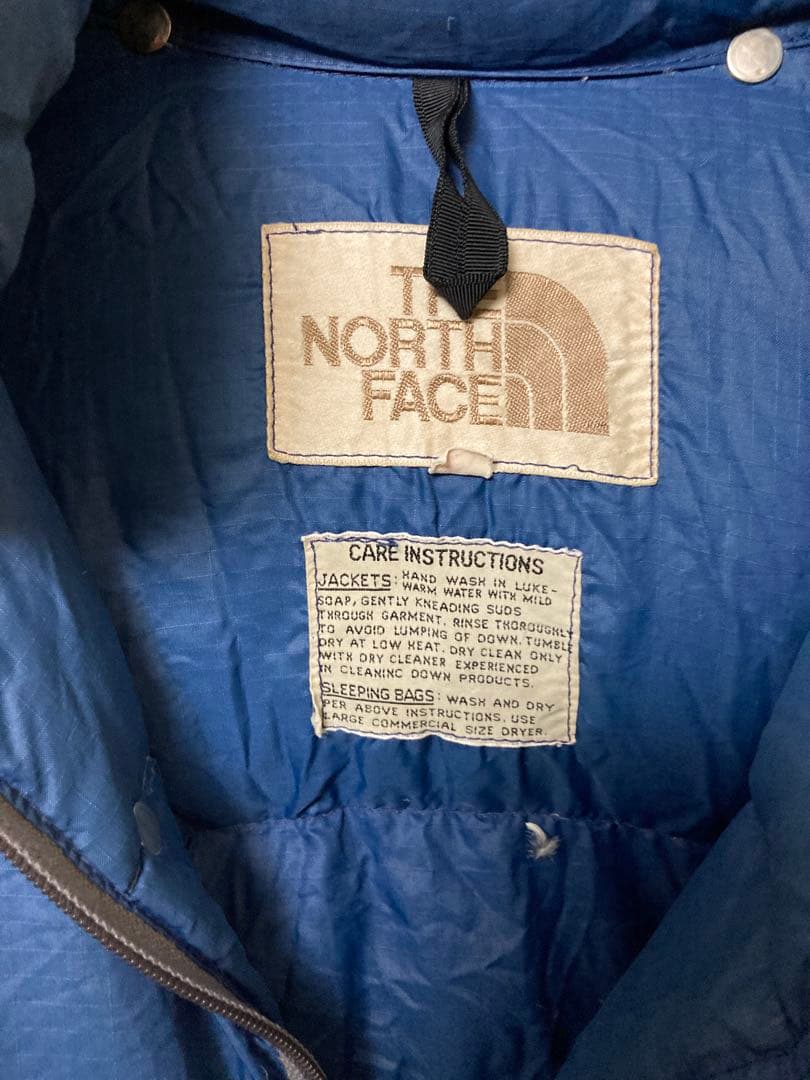 THE
NORTH
FACE
CARE INSTRUCTIONS
JACKETS: HAND WASH IN LUKE-
WARM WATER WITH MILD
SOAP, GENTLY KNEADING SUDS
THROUGH GARMENT. RINSE THOROUGHLY
TO AVOID LUMPING OF DOWN. TUMBLE
DRY AT LOW HEAT. DRY CLEAN ONLY
WITH DRY CLEANER EXPERIENCED
IN CLEANING DOWN PRODUCTS.
SLEEPING BAGS: WASH AND DRY
PER ABOVE INSTRUCTIONS. USE
LARGE COMMERCIAL SIZE DRYER.